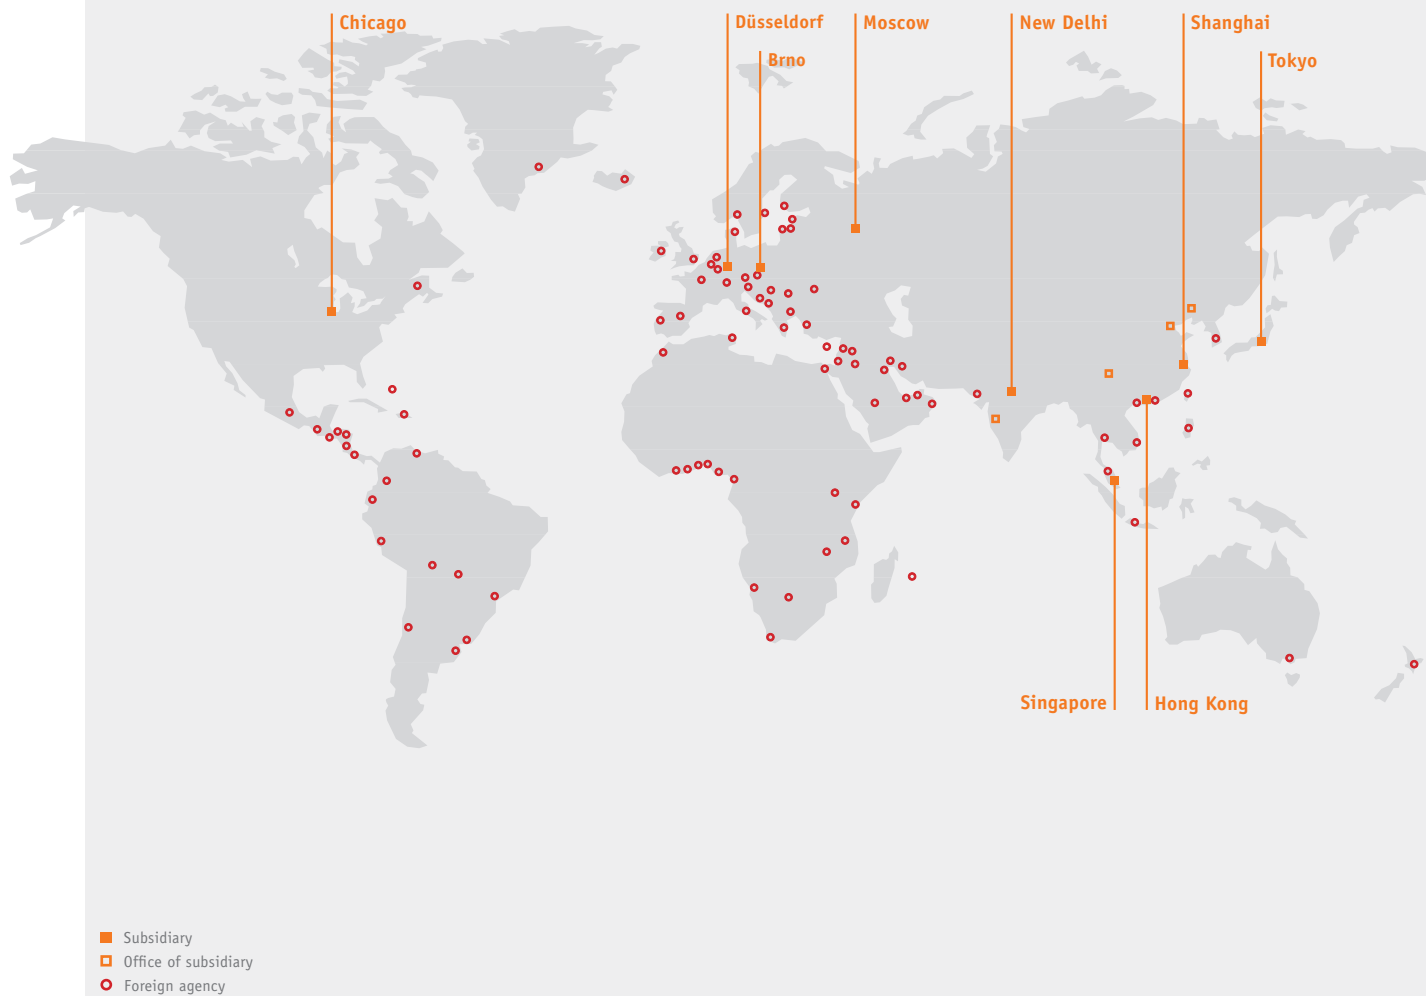 Chicago
Düsseldorf
Moscow
New Delhi
Shanghai
Brno
Tokyo
Singapore
Hong Kong
Subsidiary
Office of subsidiary
Foreign agency